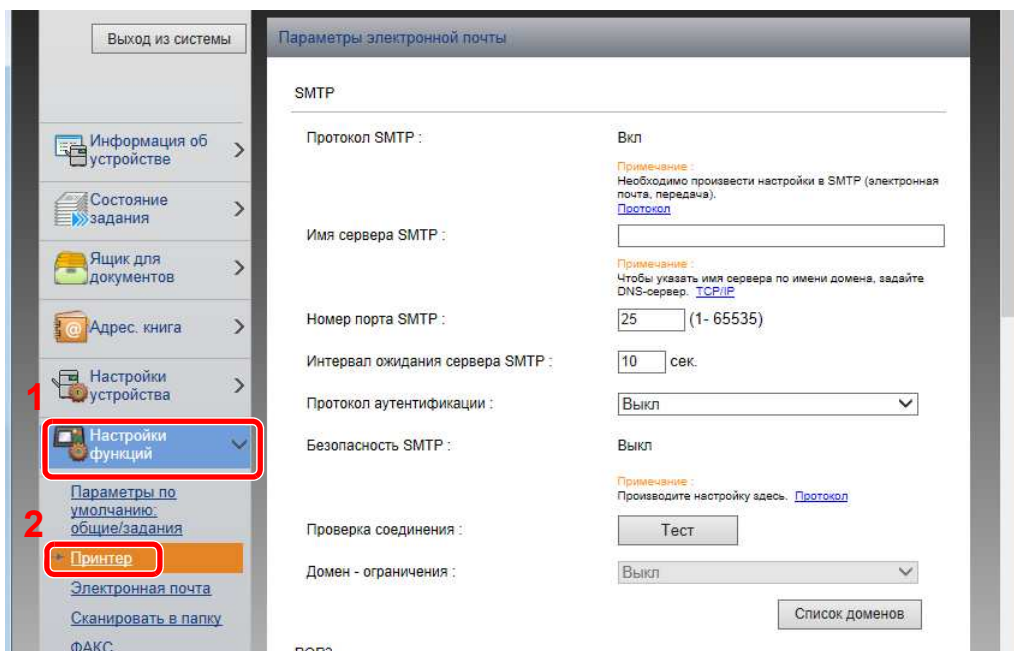 Выход из системы
Информация об
устройстве
Состояние
задания
Ящик для
документов
Адрес. книга
Настройки
устройства
1
Настройки
функций
Параметры по
умолчанию:
общие/задания
2
Принтер
Электронная почта
Сканировать в папку
ФАКС
Параметры электронной почты
SMTP
Протокол SMTP :
Вкл
Примечание :
Необходимо произвести настройки в SMTP (электронная
почта, передача).
Протокол
Имя сервера SMTP :
Примечание :
Чтобы указать имя сервера по имени домена, задайте
DNS-сервер. TCP/IP
Номер порта SMTP :
25 (1- 65535)
Интервал ожидания сервера SMTP :
10 сек.
Протокол аутентификации :
Выкл
Безопасность SMTP :
Выкл
Примечание :
Производите настройку здесь. Протокол
Проверка соединения :
Тест
Домен - ограничения :
Выкл
Список доменов
POP3